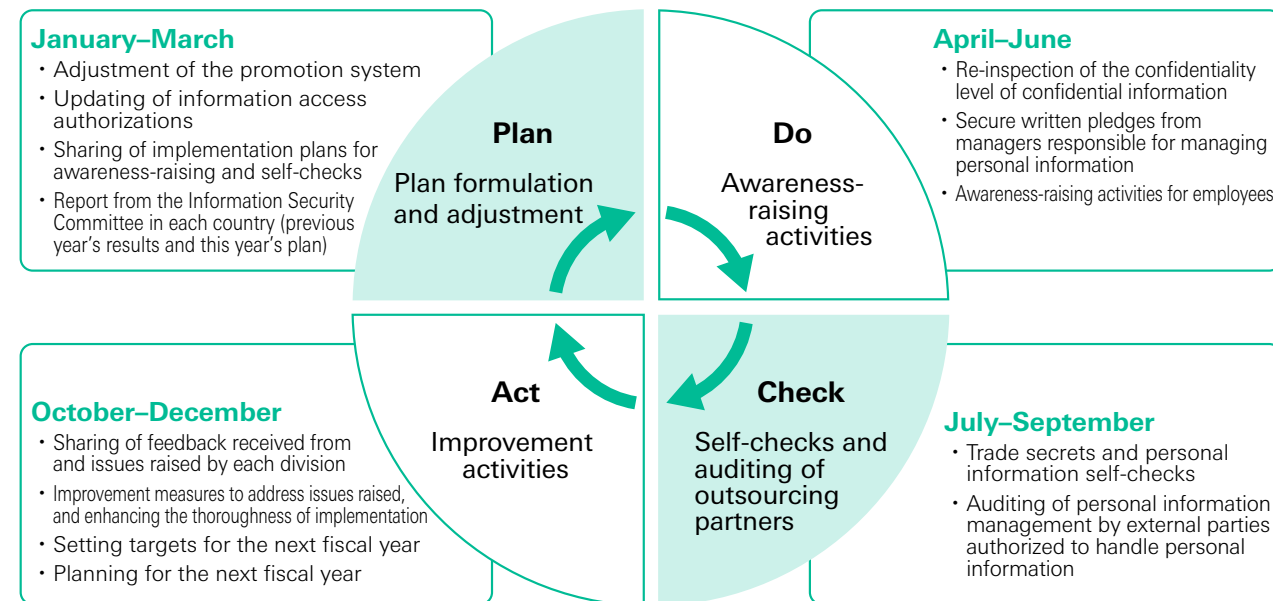 January–March
・Adjustment of the promotion system
・Updating of information access
authorizations
・Sharing of implementation plans for
awareness-raising and self-checks
・Report from the Information Security
Committee in each country (previous
year’s results and this year’s plan)
Plan
Plan formulation
and adjustment
Do
Awareness-
raising
activities
April–June
・Re-inspection of the confidentiality
level of confidential information
・Secure written pledges from
managers responsible for managing
personal information
・Awareness-raising activities for employees
October–December
・Sharing of feedback received from
and issues raised by each division
・Improvement measures to address issues raised,
and enhancing the thoroughness of implementation
・Setting targets for the next fiscal year
・Planning for the next fiscal year
Act
Improvement
activities
Check
Self-checks and
auditing of
outsourcing
partners
July–September
・Trade secrets and personal
information self-checks
・Auditing of personal information
management by external parties
authorized to handle personal
information